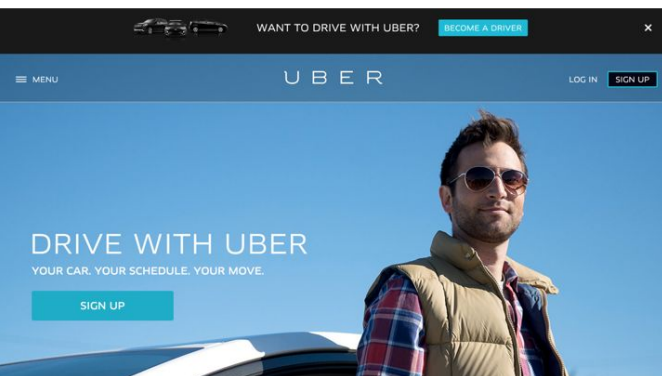 WANT TO DRIVE WITH UBER? BECOME A DRIVER ×
MENU UBER LOG IN SIGN UP
DRIVE WITH UBER
YOUR CAR. YOUR SCHEDULE. YOUR MOVE.
SIGN UP